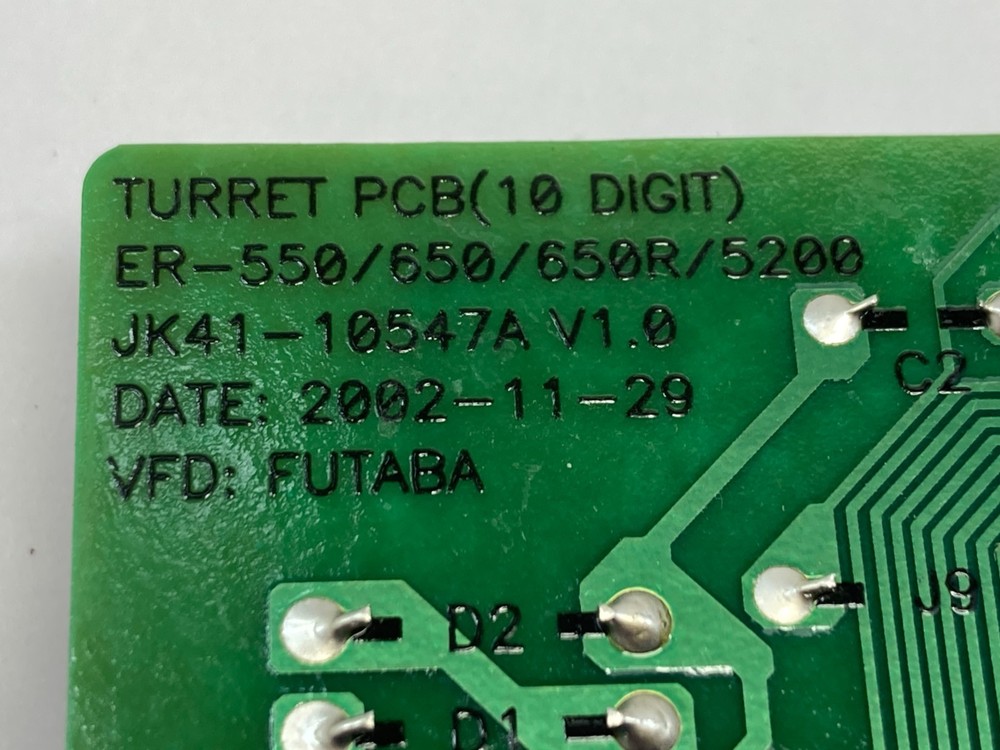 TURRET PCB(10 DIGIT)
ER-550/650/650R/5200
JK41-10547A V1.0
DATE: 2002-11-29
VFD: FUTABA
C2
J9
D2
D1